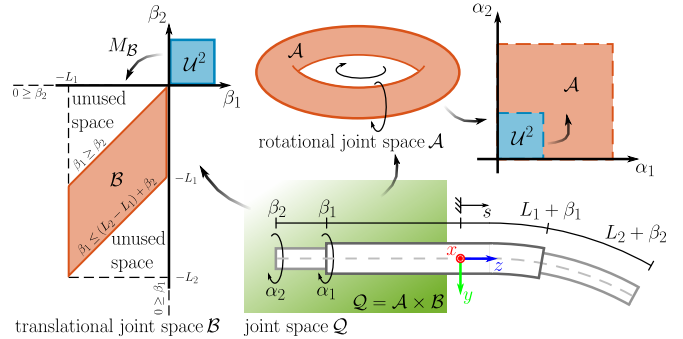 β₂
M_𝓑
𝓤²
β₁
−L₁
0 ≥ β₂
unused
space
β₁ ≥ β₂
𝓑
−L₁
β₁ ≤ (L₂ − L₁) + β₂
unused
space
−L₂
0 ≥ β₁
translational joint space 𝓑
𝓐
rotational joint space 𝓐
α₂
𝓐
𝓤²
α₁
β₂
β₁
s
L₁ + β₁
L₂ + β₂
x
z
y
α₂
α₁
𝓠 = 𝓐 × 𝓑
joint space 𝓠